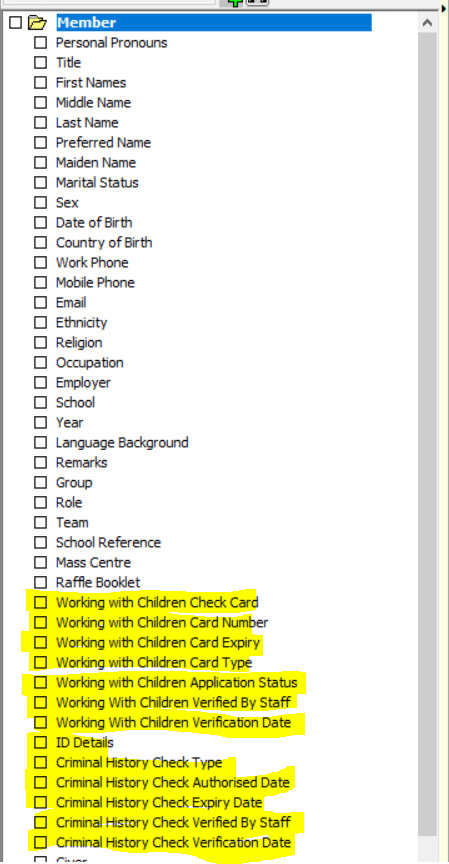 Member
Personal Pronouns
Title
First Names
Middle Name
Last Name
Preferred Name
Maiden Name
Marital Status
Sex
Date of Birth
Country of Birth
Work Phone
Mobile Phone
Email
Ethnicity
Religion
Occupation
Employer
School
Year
Language Background
Remarks
Group
Role
Team
School Reference
Mass Centre
Raffle Booklet
Working with Children Check Card
Working with Children Card Number
Working with Children Card Expiry
Working with Children Card Type
Working with Children Application Status
Working With Children Verified By Staff
Working With Children Verification Date
ID Details
Criminal History Check Type
Criminal History Check Authorised Date
Criminal History Check Expiry Date
Criminal History Check Verified By Staff
Criminal History Check Verification Date